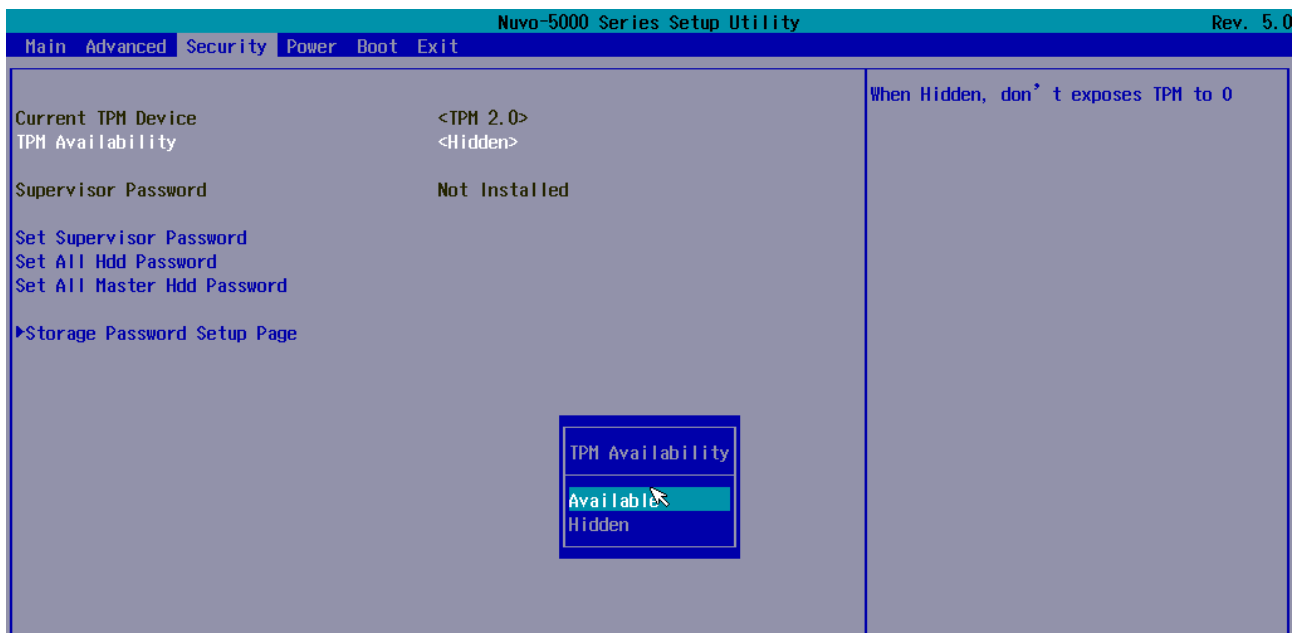 Nuvo-5000 Series Setup Utility Rev. 5.0
Main Advanced Security Power Boot Exit
When Hidden, don't exposes TPM to 0
Current TPM Device <TPM 2.0>
TPM Availability <Hidden>
Supervisor Password Not Installed
Set Supervisor Password
Set All Hdd Password
Set All Master Hdd Password
▶Storage Password Setup Page
TPM Availability
Available
Hidden